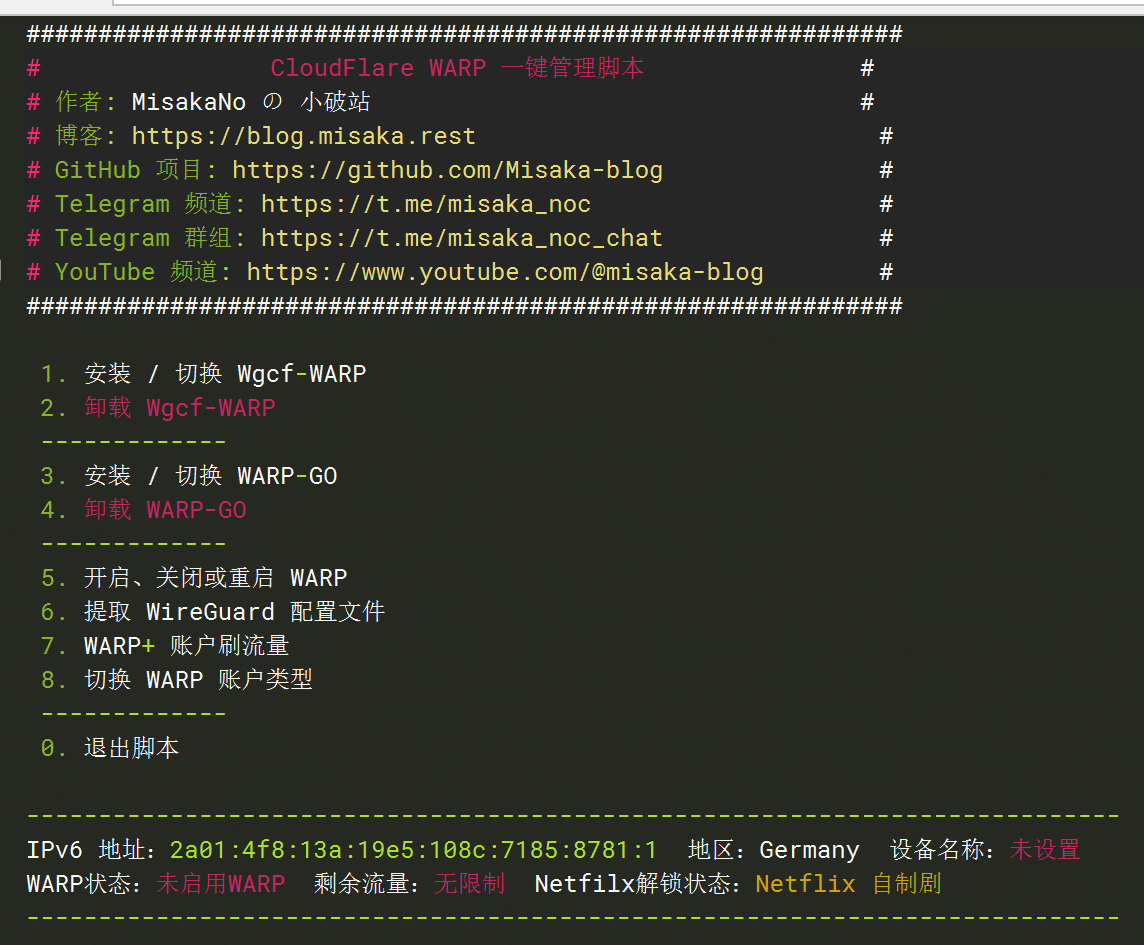 #############################################################
# CloudFlare WARP 一键管理脚本 #
# 作者: MisakaNo の 小破站 #
# 博客: https://blog.misaka.rest #
# GitHub 项目: https://github.com/Misaka-blog #
# Telegram 频道: https://t.me/misaka_noc #
# Telegram 群组: https://t.me/misaka_noc_chat #
# YouTube 频道: https://www.youtube.com/@misaka-blog #
#############################################################
1. 安装 / 切换 Wgcf-WARP
2. 卸载 Wgcf-WARP
-------------
3. 安装 / 切换 WARP-GO
4. 卸载 WARP-GO
-------------
5. 开启、关闭或重启 WARP
6. 提取 WireGuard 配置文件
7. WARP+ 账户刷流量
8. 切换 WARP 账户类型
-------------
0. 退出脚本
----------------------------------------------------------------------------
IPv6 地址：2a01:4f8:13a:19e5:108c:7185:8781:1 地区：Germany 设备名称：未设置
WARP状态：未启用WARP 剩余流量：无限制 Netfilx解锁状态：Netflix 自制剧
----------------------------------------------------------------------------